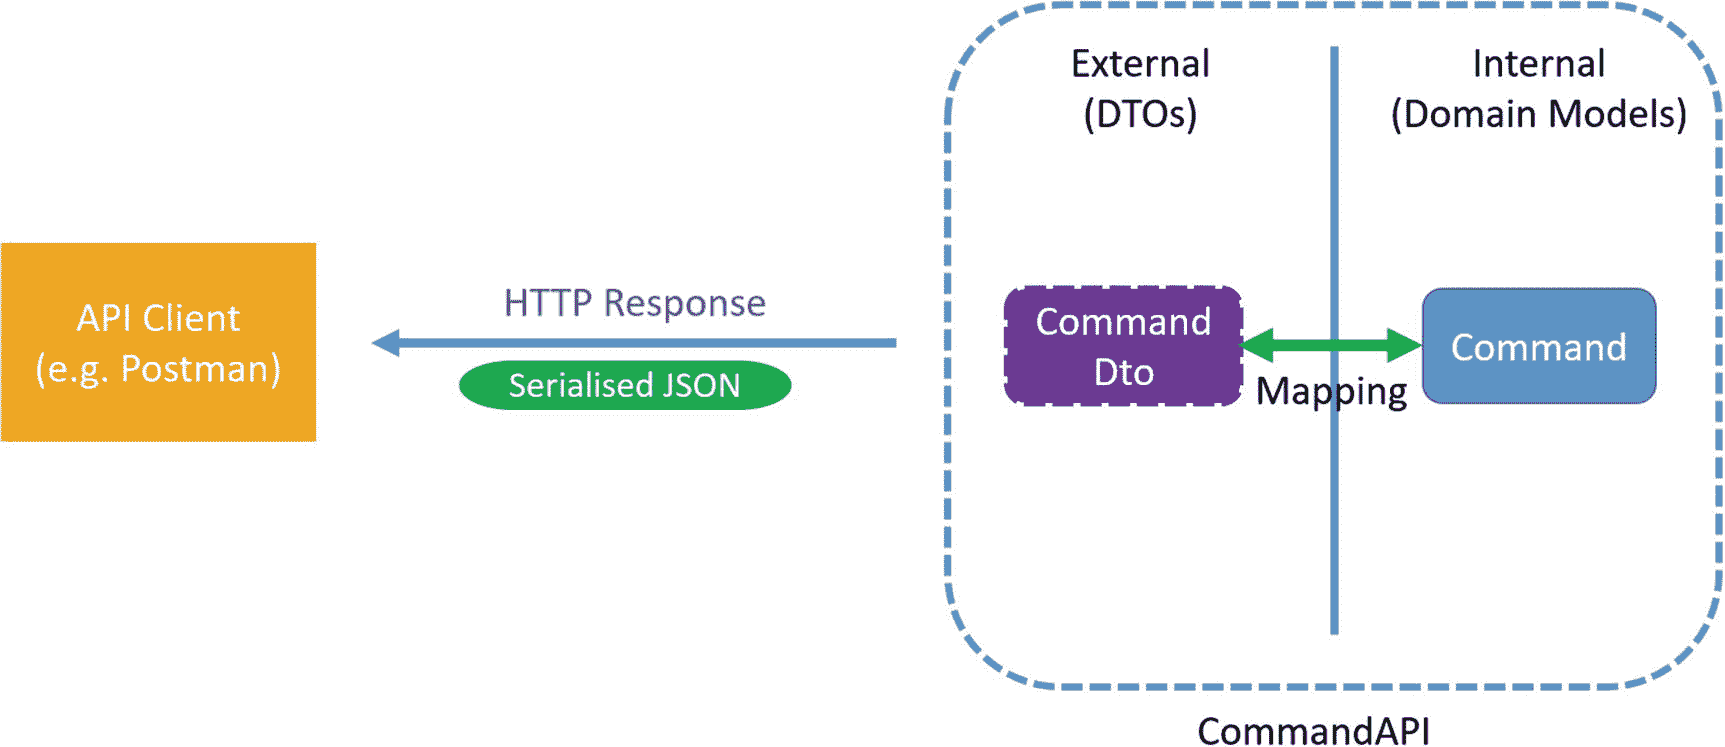 External
(DTOs)
Internal
(Domain Models)
API Client
(e.g. Postman)
HTTP Response
Serialised JSON
Command
Dto
Mapping
Command
CommandAPI